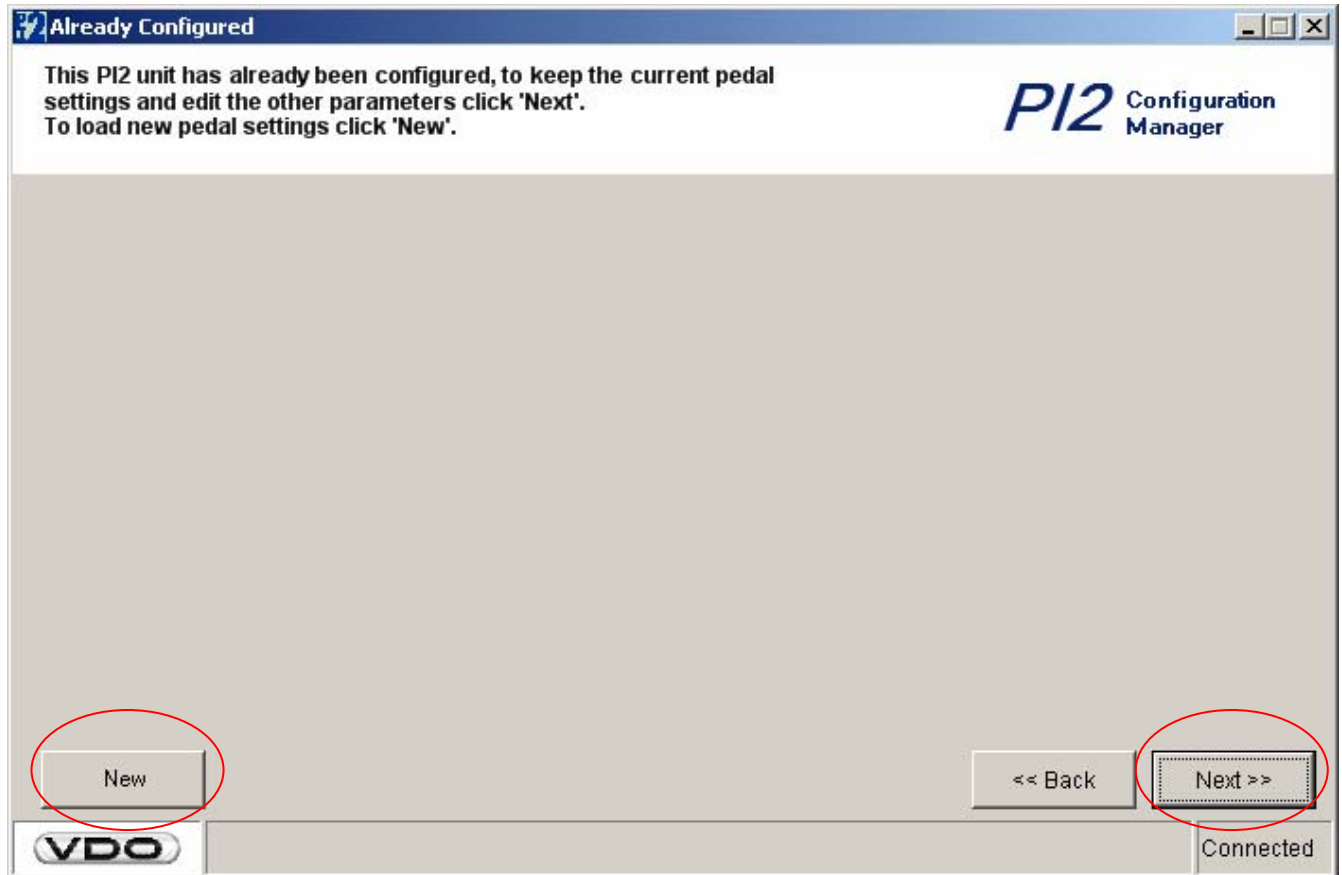 Already Configured
This PI2 unit has already been configured, to keep the current pedal
settings and edit the other parameters click 'Next'.
To load new pedal settings click 'New'.
PI2 Configuration
Manager
New
<< Back
Next >>
VDO
Connected